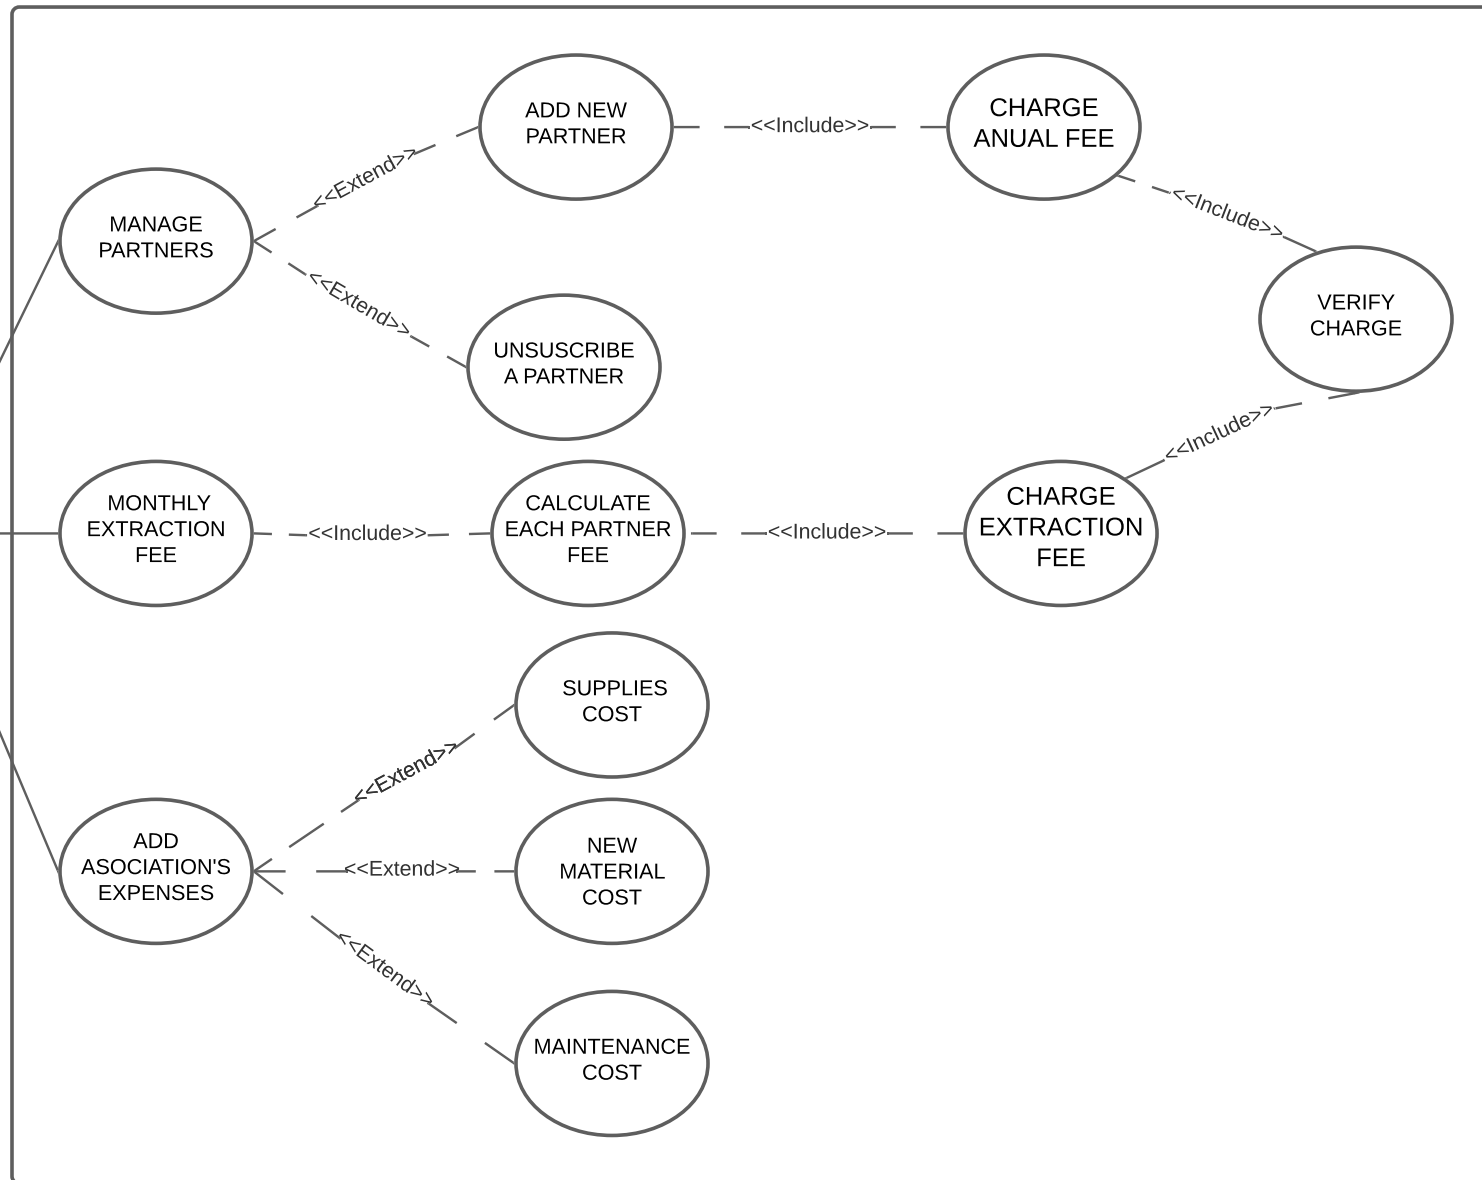 ADD NEW
PARTNER
<<Include>>
CHARGE
ANUAL FEE
<<Extend>>
MANAGE
PARTNERS
<<Include>>
<<Extend>>
UNSUSCRIBE
A PARTNER
VERIFY
CHARGE
<<Include>>
MONTHLY
EXTRACTION
FEE
<<Include>>
CALCULATE
EACH PARTNER
FEE
<<Include>>
CHARGE
EXTRACTION
FEE
SUPPLIES
COST
<<Extend>>
ADD
ASOCIATION'S
EXPENSES
<<Extend>>
NEW
MATERIAL
COST
<<Extend>>
MAINTENANCE
COST